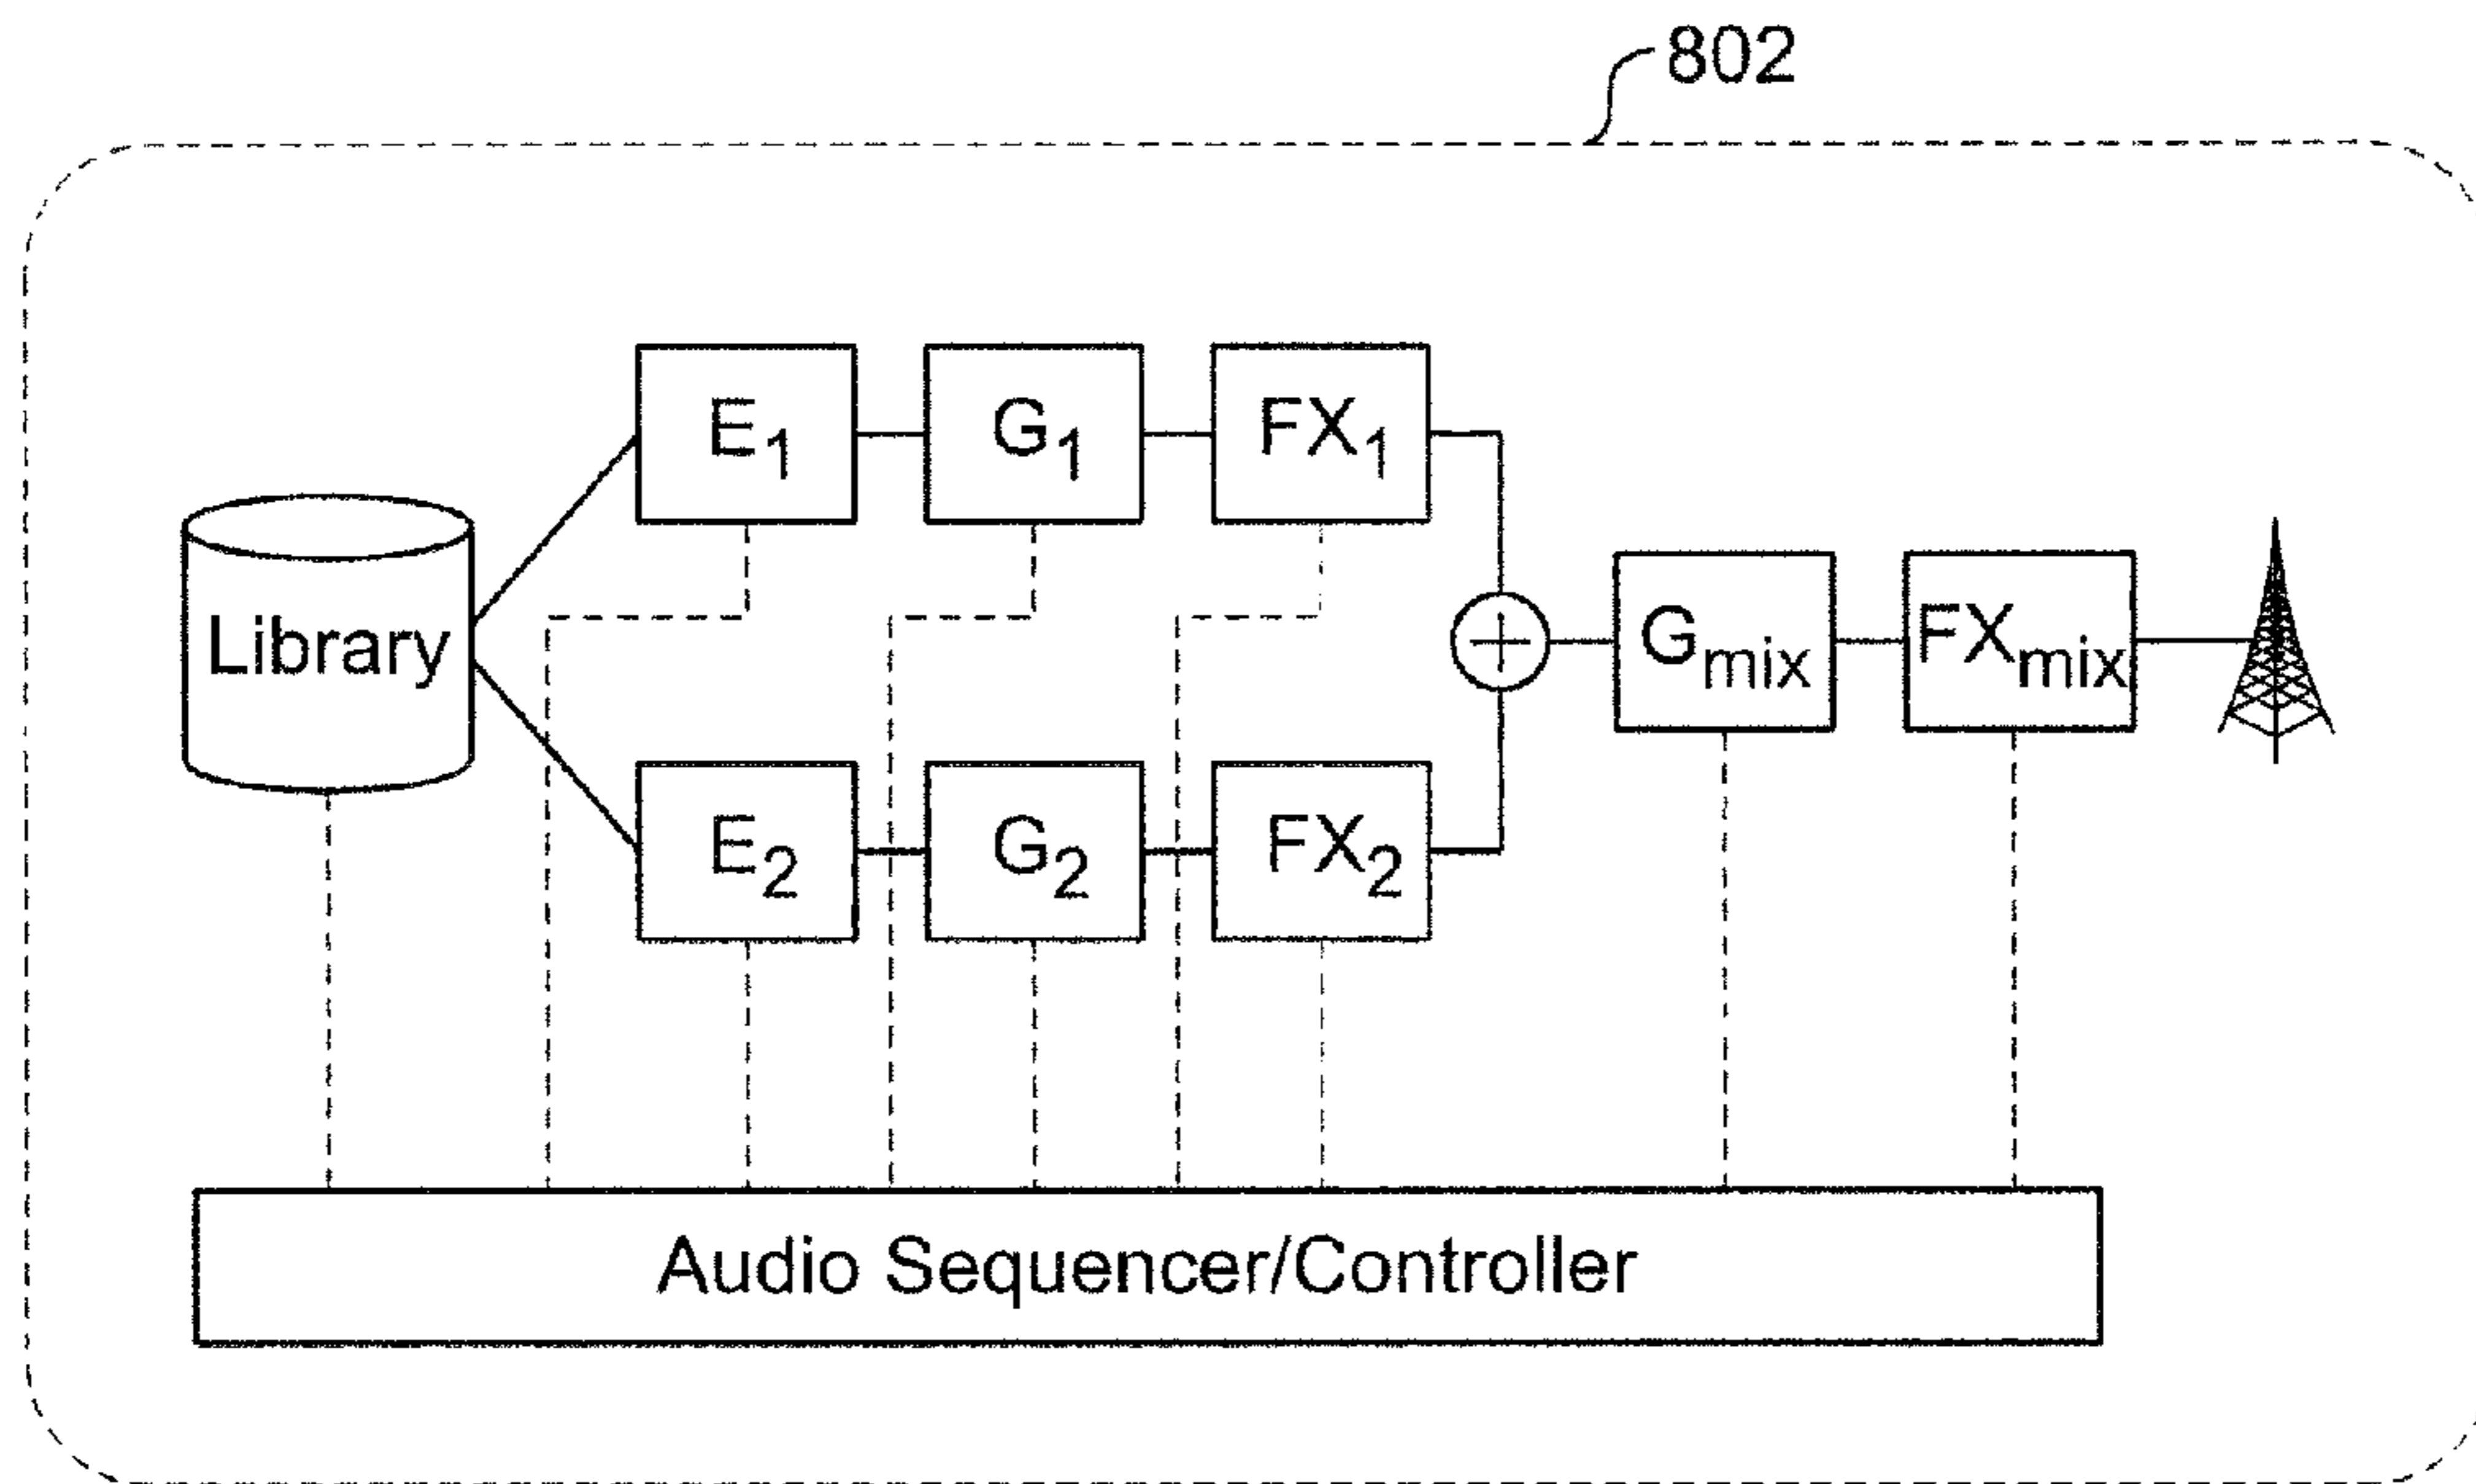 802
E₁
G₁
FX₁
Library
Gmix
FXmix
E₂
G₂
FX₂
Audio Sequencer/Controller